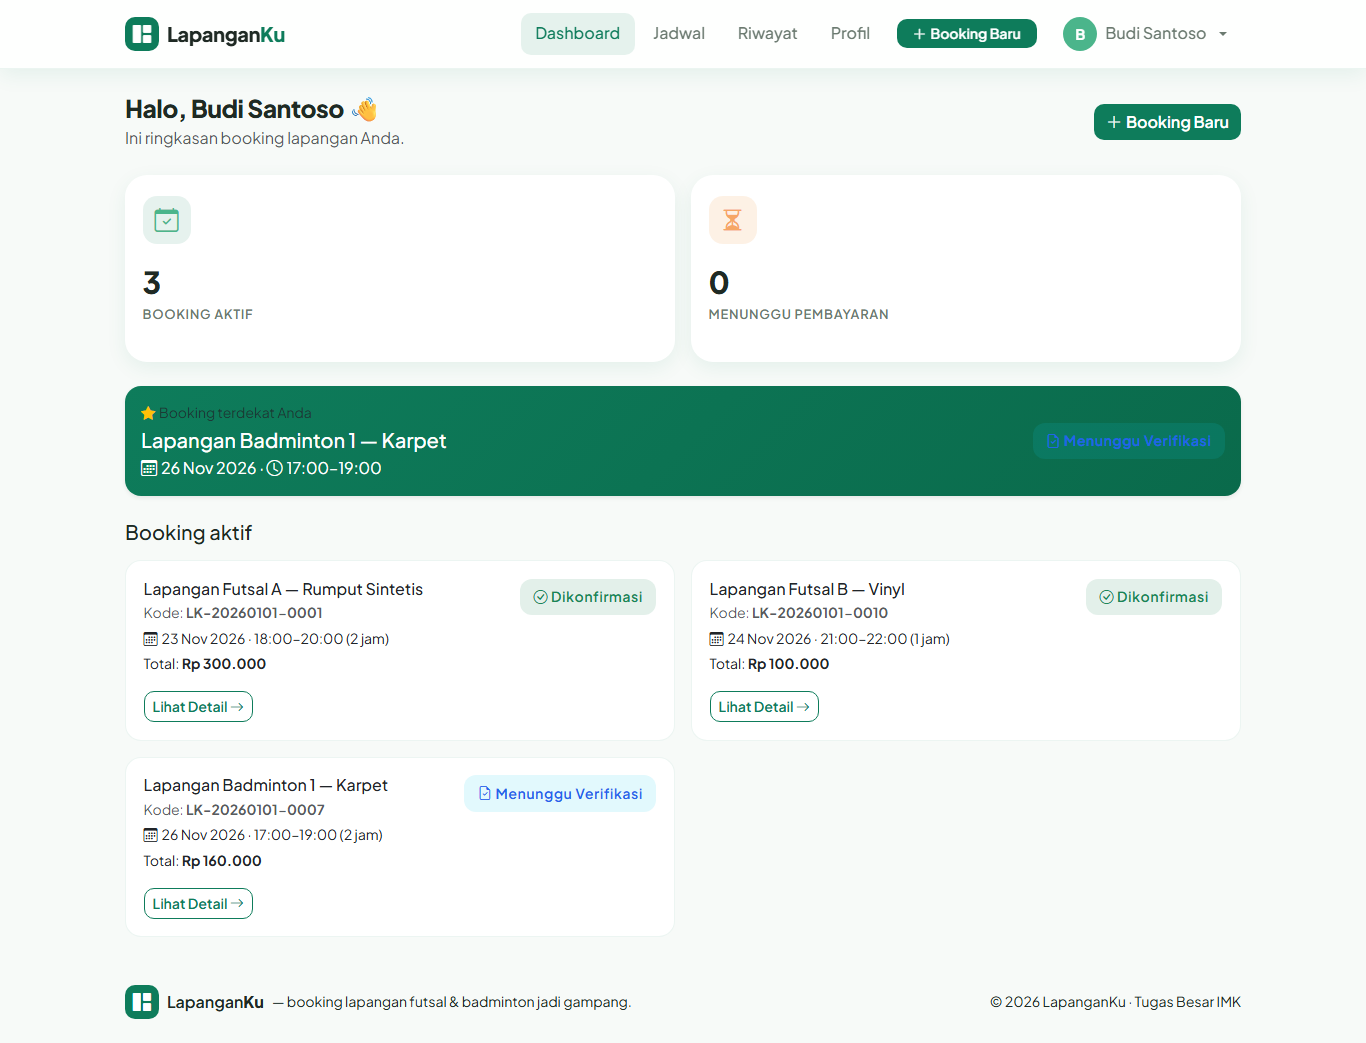 LapanganKu
Dashboard
Jadwal
Riwayat
Profil
+ Booking Baru
B
Budi Santoso
Halo, Budi Santoso 👋
Ini ringkasan booking lapangan Anda.
+ Booking Baru
3
BOOKING AKTIF
0
MENUNGGU PEMBAYARAN
Booking terdekat Anda
Lapangan Badminton 1 — Karpet
26 Nov 2026 · 17:00–19:00
Menunggu Verifikasi
Booking aktif
Lapangan Futsal A — Rumput Sintetis
Dikonfirmasi
Kode: LK-20260101-0001
23 Nov 2026 · 18:00–20:00 (2 jam)
Total: Rp 300.000
Lihat Detail →
Lapangan Futsal B — Vinyl
Dikonfirmasi
Kode: LK-20260101-0010
24 Nov 2026 · 21:00–22:00 (1 jam)
Total: Rp 100.000
Lihat Detail →
Lapangan Badminton 1 — Karpet
Menunggu Verifikasi
Kode: LK-20260101-0007
26 Nov 2026 · 17:00–19:00 (2 jam)
Total: Rp 160.000
Lihat Detail →
LapanganKu — booking lapangan futsal & badminton jadi gampang.
© 2026 LapanganKu · Tugas Besar IMK